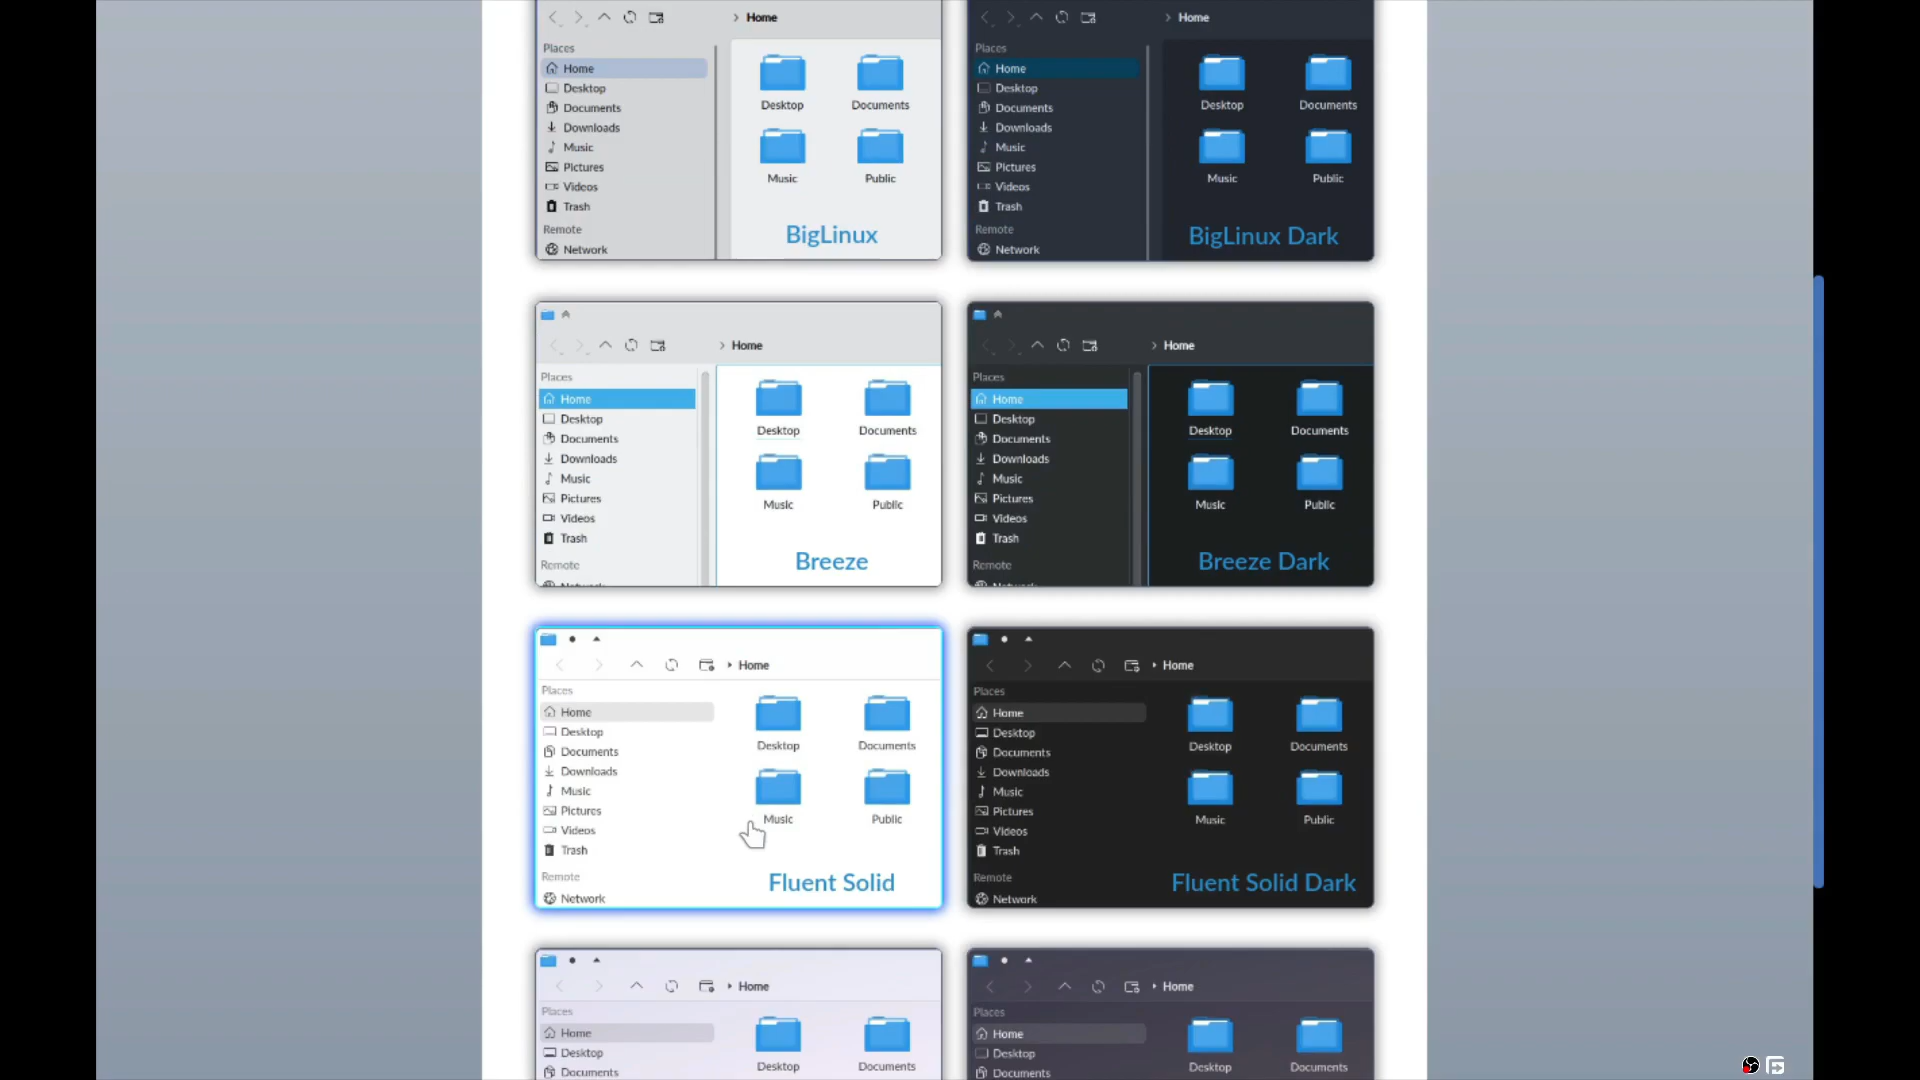 Home
Places
Home
Desktop
Documents
Downloads
Music
Pictures
Videos
Trash
Remote
Network
Desktop Documents
Music Public
BigLinux
Home
Places
Home
Desktop
Documents
Downloads
Music
Pictures
Videos
Trash
Remote
Network
Desktop Documents
Music Public
BigLinux Dark
Home
Places
Home
Desktop
Documents
Downloads
Music
Pictures
Videos
Trash
Remote
Desktop Documents
Music Public
Breeze
Home
Places
Home
Desktop
Documents
Downloads
Music
Pictures
Videos
Trash
Remote
Desktop Documents
Music Public
Breeze Dark
Home
Places
Home
Desktop
Documents
Downloads
Music
Pictures
Videos
Trash
Remote
Network
Desktop Documents
Music Public
Fluent Solid
Home
Places
Home
Desktop
Documents
Downloads
Music
Pictures
Videos
Trash
Remote
Network
Desktop Documents
Music Public
Fluent Solid Dark
Home
Places
Home
Desktop
Documents
Desktop Documents
Home
Places
Home
Desktop
Documents
Desktop Documents